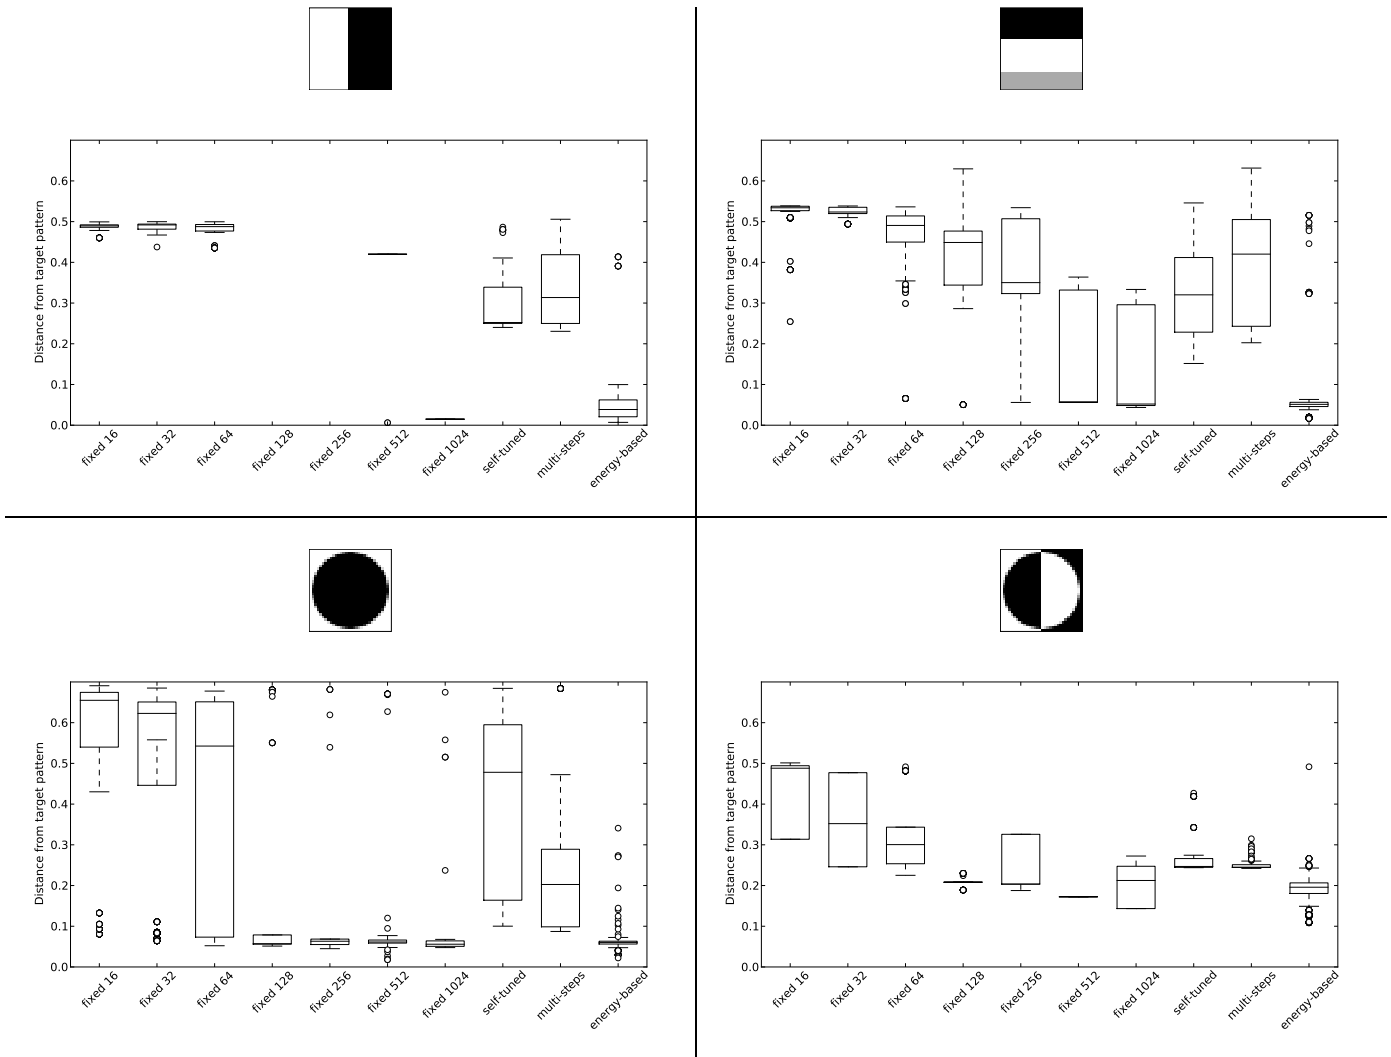 0.6
0.5
0.4
0.3
0.2
0.1
0.0
Distance from target pattern
fixed 16
fixed 32
fixed 64
fixed 128
fixed 256
fixed 512
fixed 1024
self-tuned
multi-steps
energy-based
0.6
0.5
0.4
0.3
0.2
0.1
0.0
Distance from target pattern
fixed 16
fixed 32
fixed 64
fixed 128
fixed 256
fixed 512
fixed 1024
self-tuned
multi-steps
energy-based
0.6
0.5
0.4
0.3
0.2
0.1
0.0
Distance from target pattern
fixed 16
fixed 32
fixed 64
fixed 128
fixed 256
fixed 512
fixed 1024
self-tuned
multi-steps
energy-based
0.6
0.5
0.4
0.3
0.2
0.1
0.0
Distance from target pattern
fixed 16
fixed 32
fixed 64
fixed 128
fixed 256
fixed 512
fixed 1024
self-tuned
multi-steps
energy-based